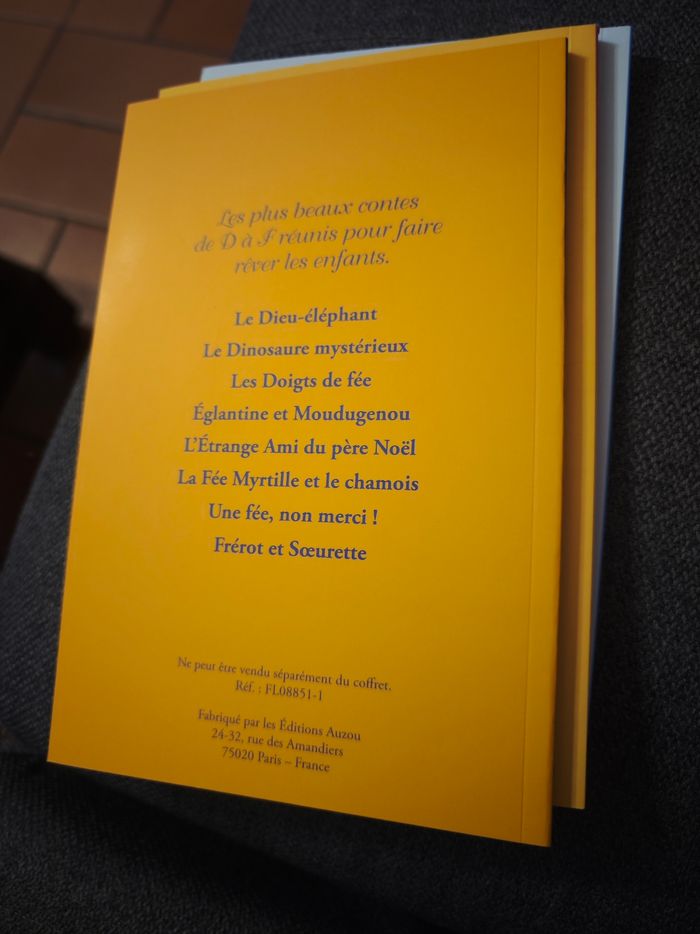 Les plus beaux contes
de D à F réunis pour faire
rêver les enfants.
Le Dieu-éléphant
Le Dinosaure mystérieux
Les Doigts de fée
Églantine et Moudugenou
L'Étrange Ami du père Noël
La Fée Myrtille et le chamois
Une fée, non merci !
Frérot et Sœurette
Ne peut être vendu séparément du coffret.
Réf. : FL08851-1
Fabriqué par les Éditions Auzou
24-32, rue des Amandiers
75020 Paris – France